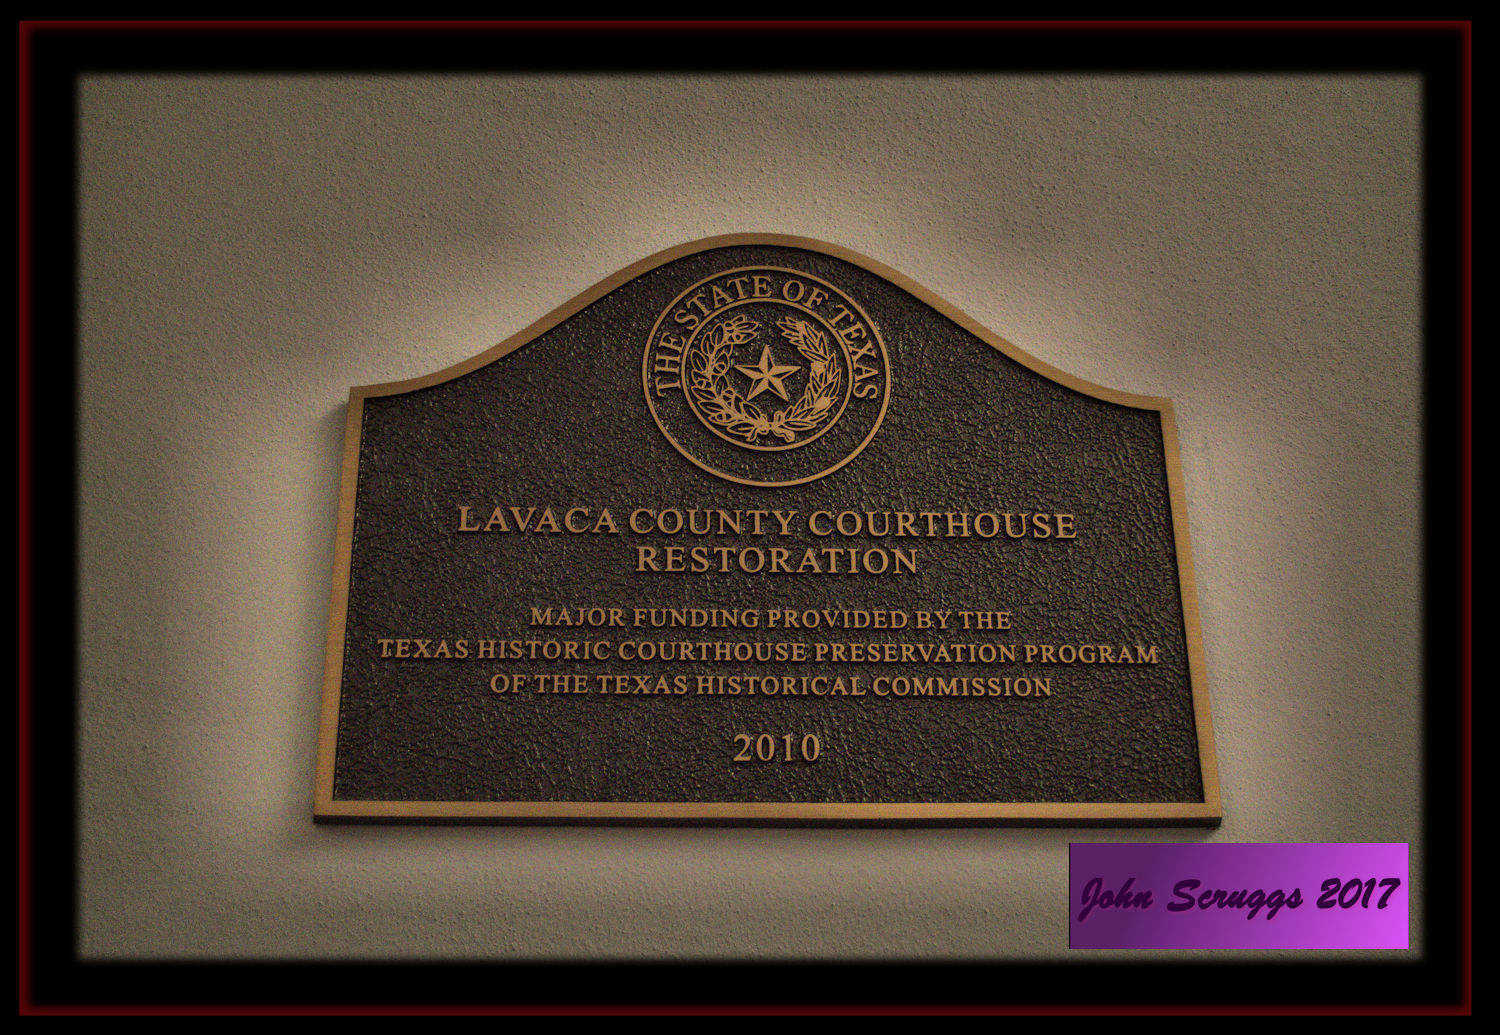 THE STATE OF TEXAS
LAVACA COUNTY COURTHOUSE
RESTORATION
MAJOR FUNDING PROVIDED BY THE
TEXAS HISTORIC COURTHOUSE PRESERVATION PROGRAM
OF THE TEXAS HISTORICAL COMMISSION
2010
John Scruggs 2017